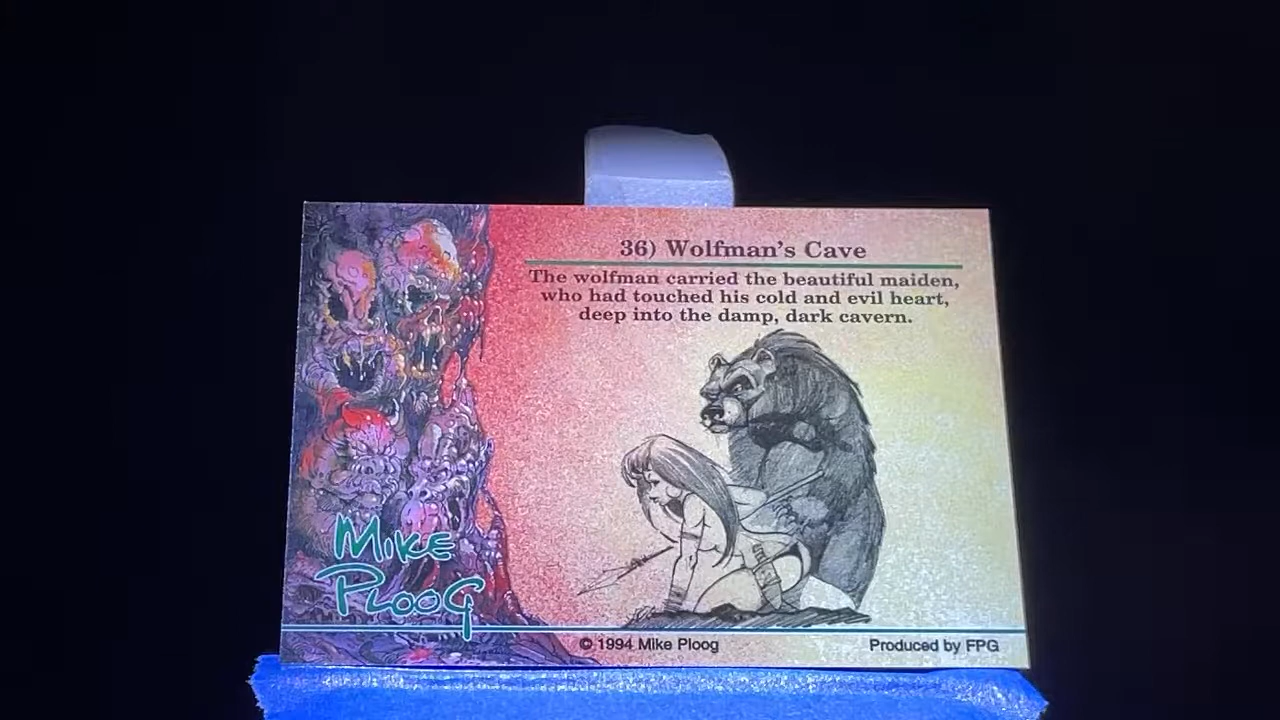 36) Wolfman's Cave
The wolfman carried the beautiful maiden,
who had touched his cold and evil heart,
deep into the damp, dark cavern.
MIKE
PLOOG
© 1994 Mike Ploog
Produced by FPG